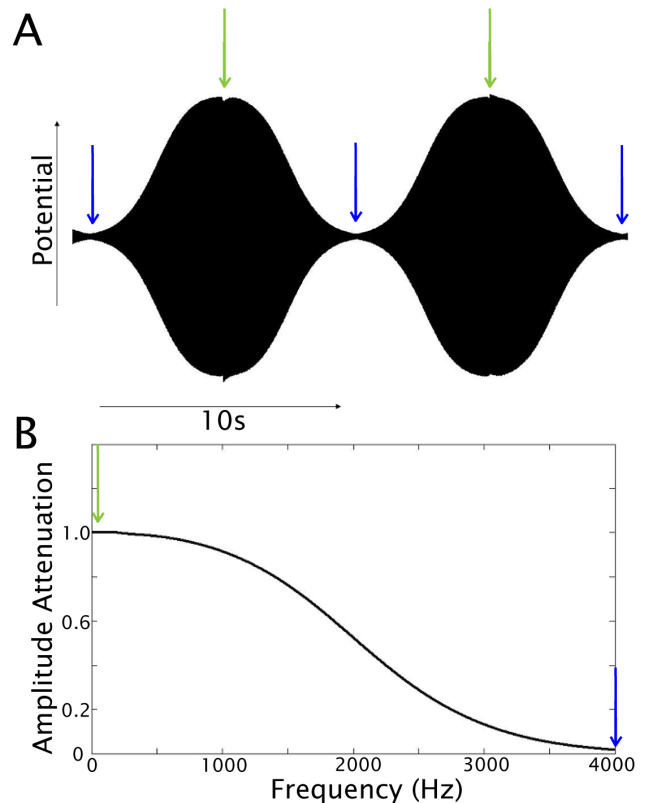 A
Potential
10s
B
Amplitude Attenuation
1.0
0.6
0.2
0
0 1000 2000 3000 4000
Frequency (Hz)